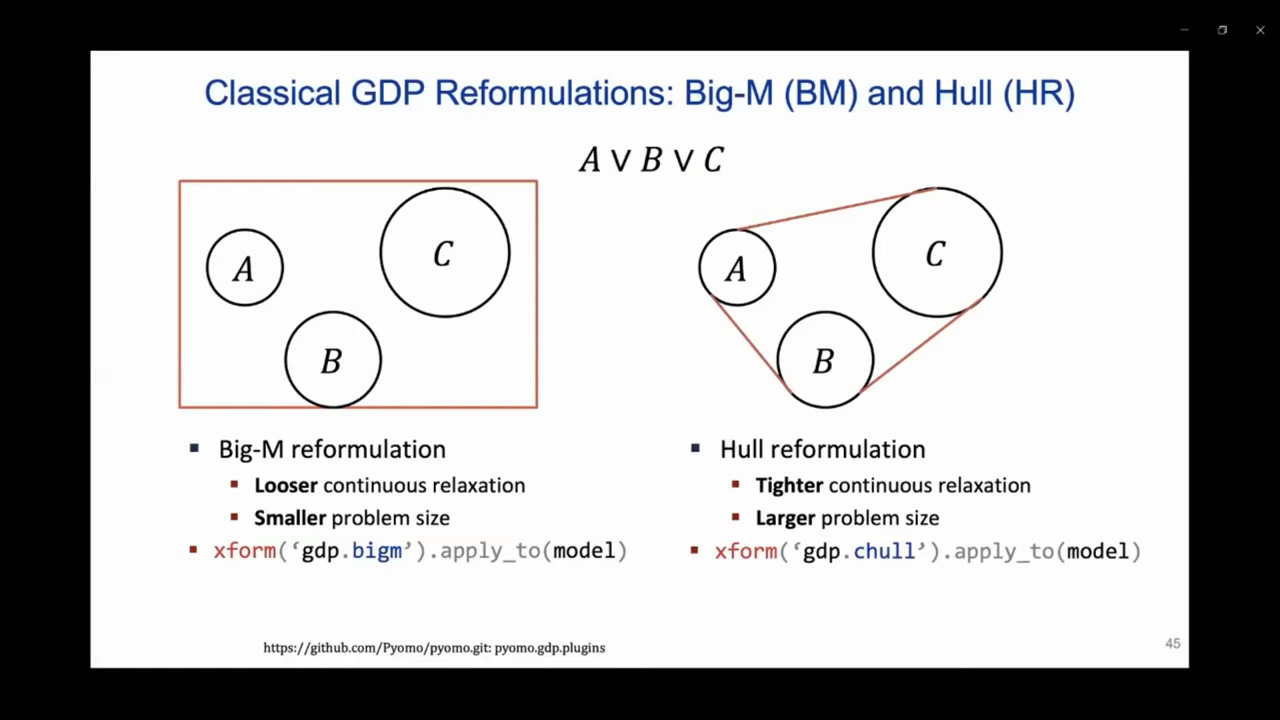 Classical GDP Reformulations: Big-M (BM) and Hull (HR)
A ∨ B ∨ C
A
C
B
A
C
B
Big-M reformulation
Looser continuous relaxation
Smaller problem size
xform(‘gdp.bigm’).apply_to(model)
Hull reformulation
Tighter continuous relaxation
Larger problem size
xform(‘gdp.chull’).apply_to(model)
https://github.com/Pyomo/pyomo.git: pyomo.gdp.plugins
45